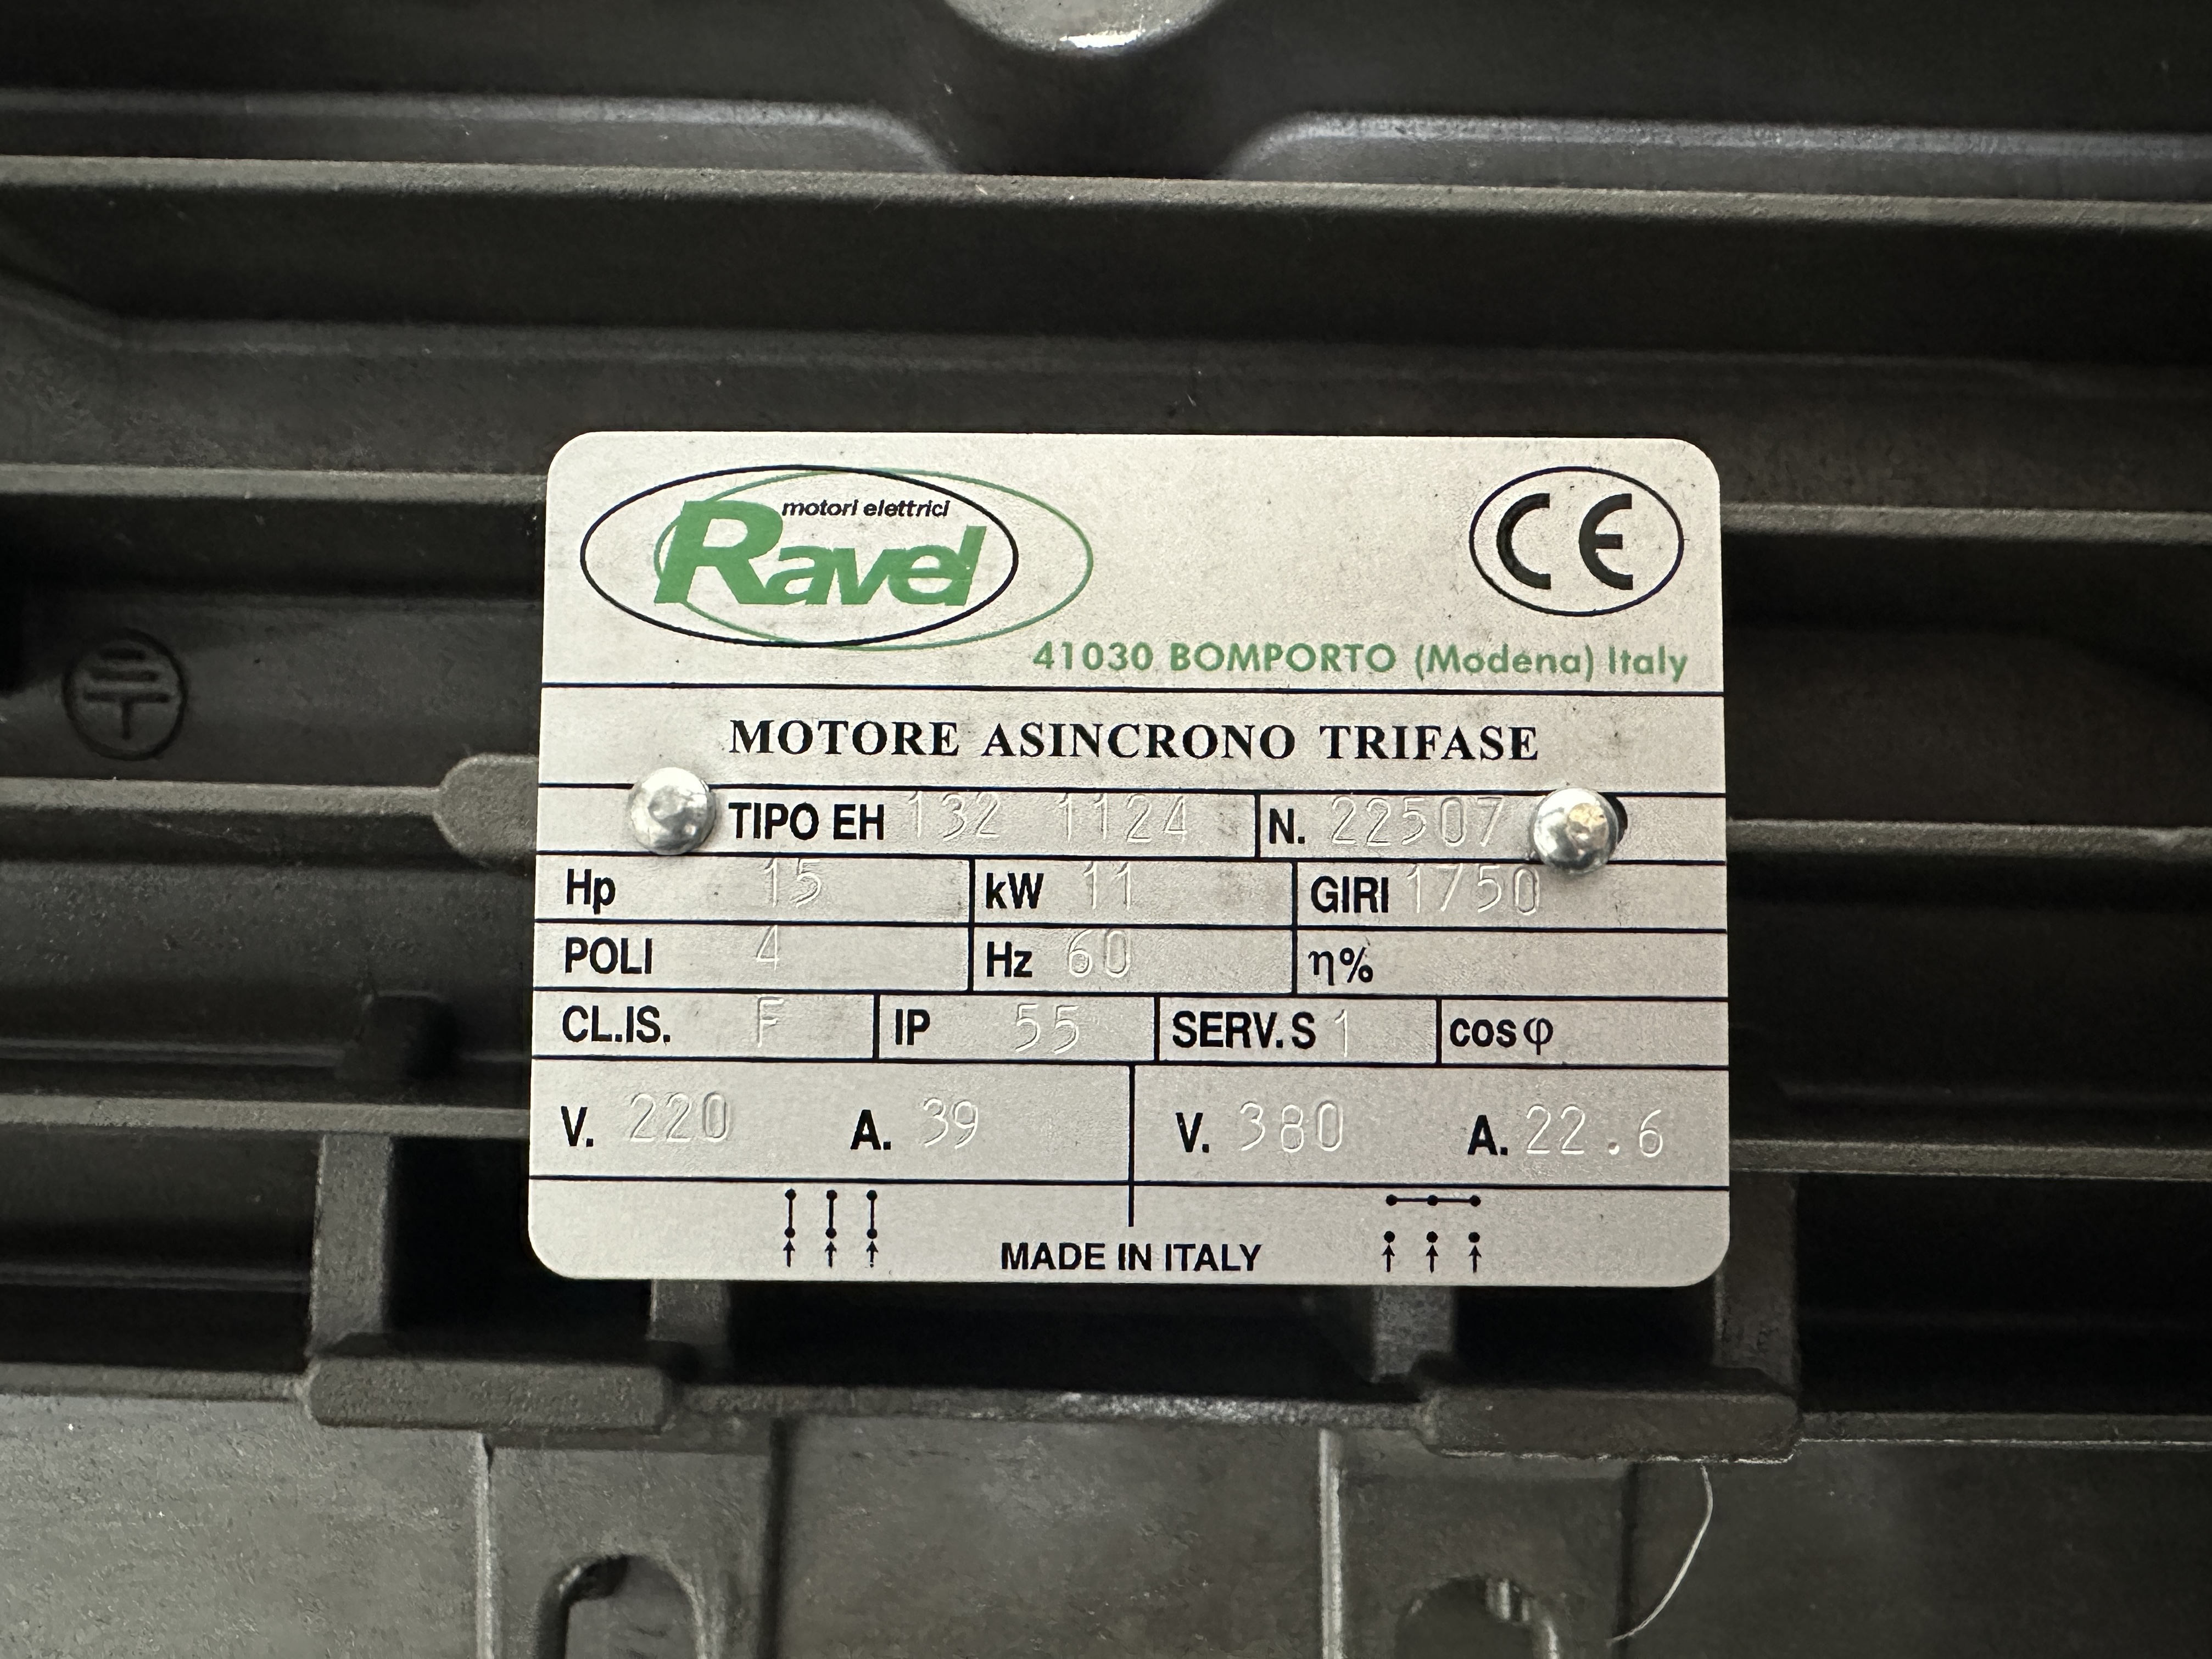 motori elettrici
Ravel
CE
41030 BOMPORTO (Modena) Italy
MOTORE ASINCRONO TRIFASE
TIPO EH 132 1124 N. 22507
Hp 15 kW 11 GIRI 1750
POLI 4 Hz 60 η%
CL.IS. F IP 55 SERV. S 1 cosφ
V. 220 A. 39 V. 380 A. 22.6
MADE IN ITALY